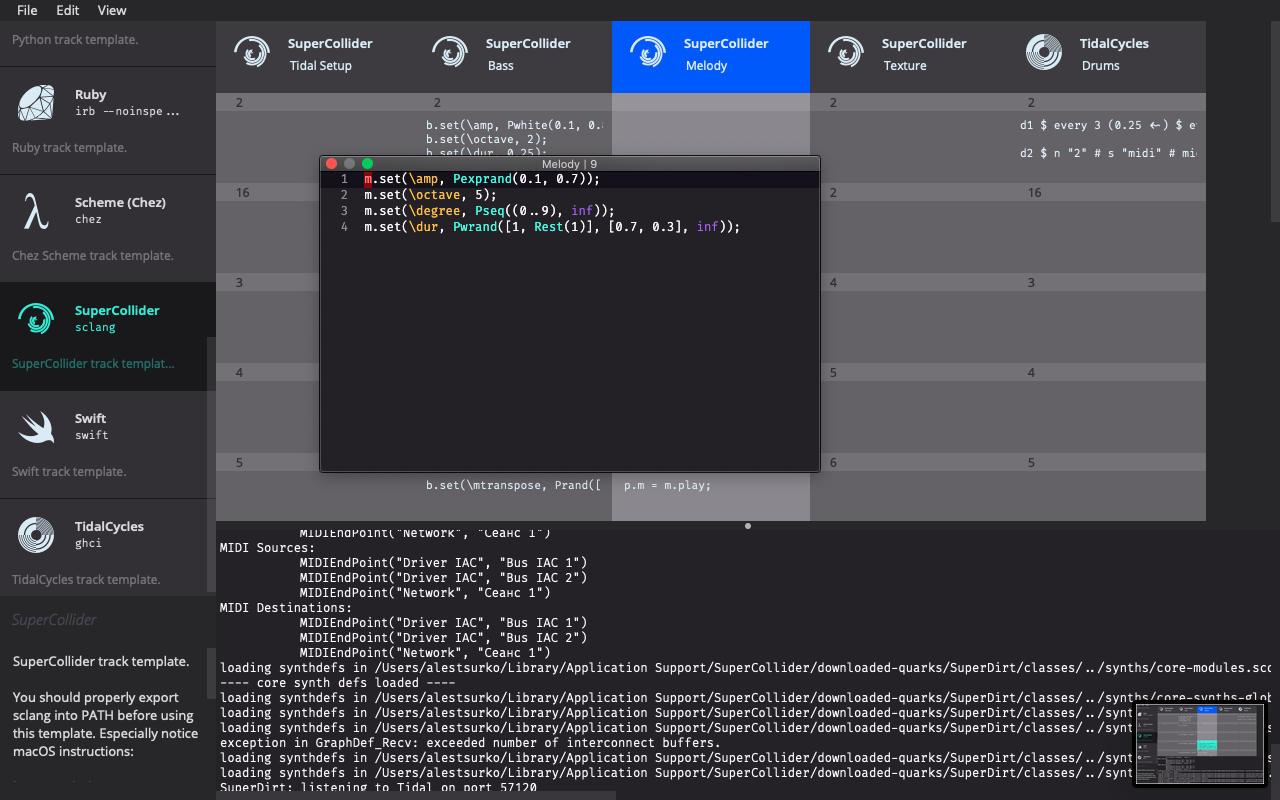 File Edit View
Python track template.
Ruby
irb --noinspe ...
Ruby track template.
Scheme (Chez)
chez
Chez Scheme track template.
SuperCollider
sclang
SuperCollider track templat...
Swift
swift
Swift track template.
TidalCycles
ghci
TidalCycles track template.
SuperCollider
SuperCollider track template.
You should properly export
sclang into PATH before using
this template. Especially notice
macOS instructions:
SuperCollider
Tidal Setup
SuperCollider
Bass
SuperCollider
Melody
SuperCollider
Texture
TidalCycles
Drums
2 2 2 2
b.set(\amp, Pwhite(0.1, 0.
b.set(\octave, 2);
b.set(\dur, 0.25);
d1 $ every 3 (0.25 <~) $ e
d2 $ n "2" # s "midi" # mi
16 2 16
3 4 3
4 5 4
5 6 5
b.set(\mtranspose, Prand([
p.m = m.play;
Melody | 9
1 m.set(\amp, Pexprand(0.1, 0.7));
2 m.set(\octave, 5);
3 m.set(\degree, Pseq((0..9), inf));
4 m.set(\dur, Pwrand([1, Rest(1)], [0.7, 0.3], inf));
MIDIEndPoint("Network", "Сеанс 1")
MIDI Sources:
MIDIEndPoint("Driver IAC", "Bus IAC 1")
MIDIEndPoint("Driver IAC", "Bus IAC 2")
MIDIEndPoint("Network", "Сеанс 1")
MIDI Destinations:
MIDIEndPoint("Driver IAC", "Bus IAC 1")
MIDIEndPoint("Driver IAC", "Bus IAC 2")
MIDIEndPoint("Network", "Сеанс 1")
loading synthdefs in /Users/alestsurko/Library/Application Support/SuperCollider/downloaded-quarks/SuperDirt/classes/../synths/core-modules.scd
---- core synth defs loaded ----
loading synthdefs in /Users/alestsurko/Library/Application Support/SuperCollider/downloaded-quarks/SuperDirt/classes/../synths/core-synths-glob
loading synthdefs in /Users/alestsurko/Library/Application Support/SuperCollider/downloaded-quarks/SuperDirt/classes/../synt
loading synthdefs in /Users/alestsurko/Library/Application Support/SuperCollider/downloaded-quarks/SuperDirt/classes/../synt
exception in GraphDef_Recv: exceeded number of interconnect buffers.
loading synthdefs in /Users/alestsurko/Library/Application Support/SuperCollider/downloaded-quarks/SuperDirt/classes/../synt
loading synthdefs in /Users/alestsurko/Library/Application Support/SuperCollider/downloaded-quarks/SuperDirt/classes/../synt
SuperDirt: listening to Tidal on port 57120